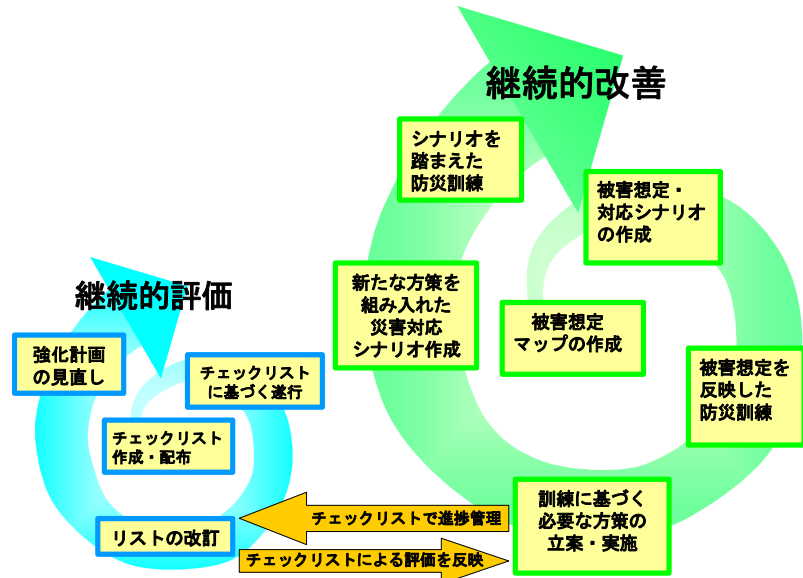 継続的改善
シナリオを
踏まえた
防災訓練
被害想定・
対応シナリオ
の作成
新たな方策を
組み入れた
災害対応
シナリオ作成
被害想定
マップの作成
被害想定を
反映した
防災訓練
訓練に基づく
必要な方策の
立案・実施
継続的評価
強化計画
の見直し
チェックリスト
に基づく遂行
チェックリスト
作成・配布
リストの改訂
チェックリストで進捗管理
チェックリストによる評価を反映